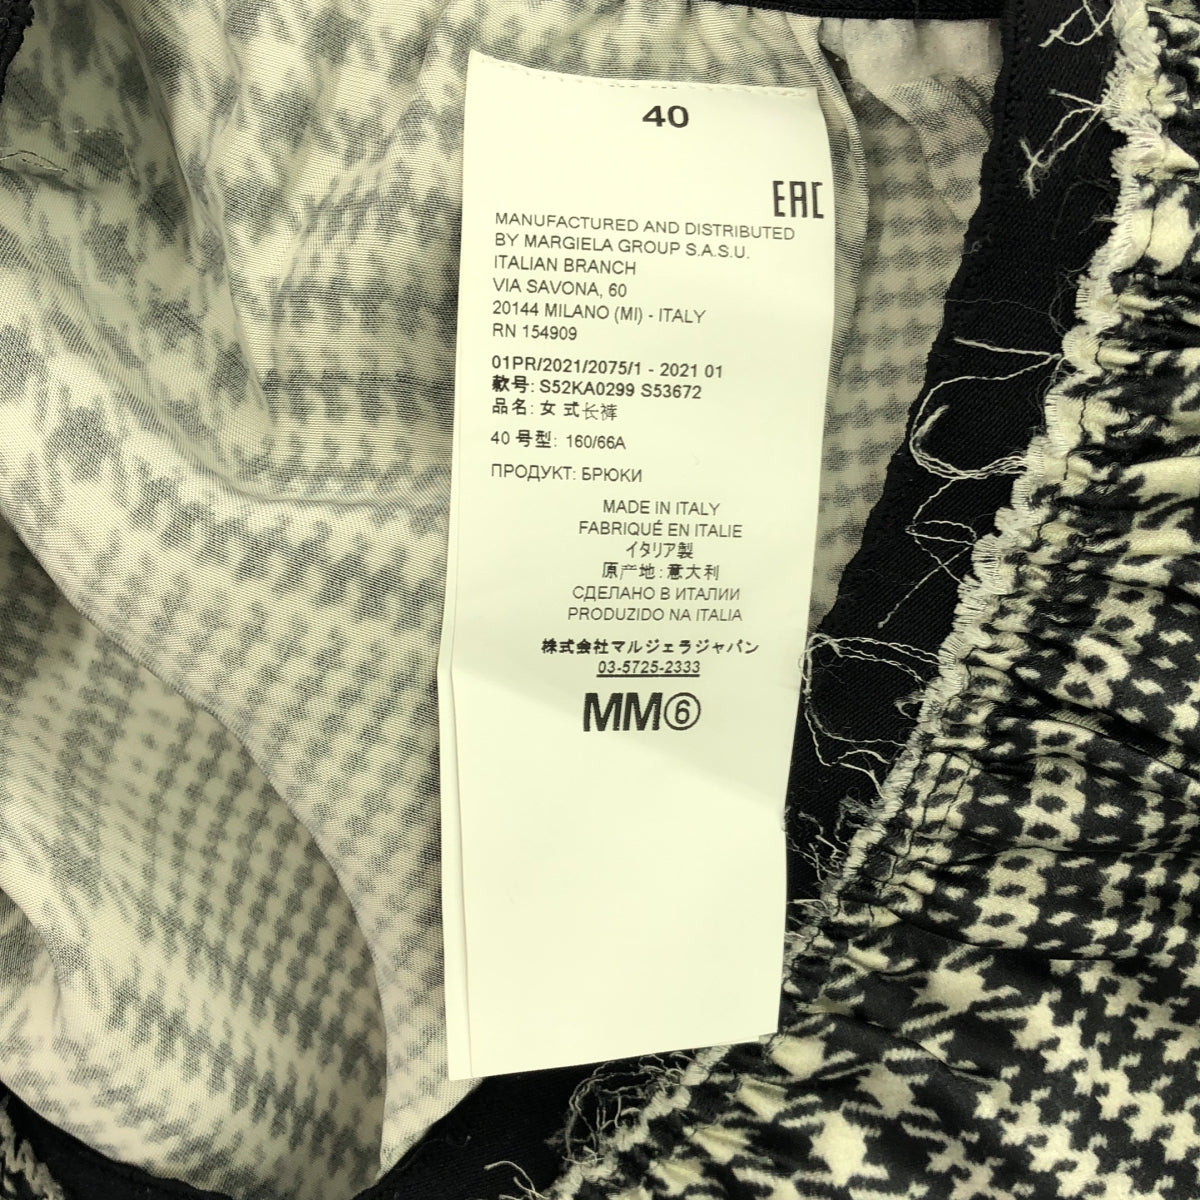 40
EAC
MANUFACTURED AND DISTRIBUTED
BY MARGIELA GROUP S.A.S.U.
ITALIAN BRANCH
VIA SAVONA, 60
20144 MILANO (MI) - ITALY
RN 154909
01PR/2021/2075/1 - 2021 01
款号: S52KA0299 S53672
品名: 女 式长裤
40 号型: 160/66A
ПРОДУКТ: БРЮКИ
MADE IN ITALY
FABRIQUÉ EN ITALIE
イタリア製
原产地: 意大利
СДЕЛАНО В ИТАЛИИ
PRODUZIDO NA ITALIA
株式会社マルジェラジャパン
03-5725-2333
MM⑥